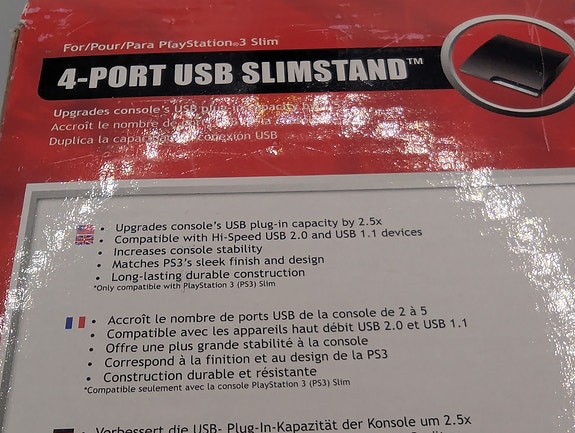 For/Pour/Para PlayStation®3 Slim
4-PORT USB SLIMSTAND™
Upgrades console's USB plug-in capacity
Accroît le nombre de
Duplica la capacidad conexión USB
• Upgrades console's USB plug-in capacity by 2.5x
• Compatible with Hi-Speed USB 2.0 and USB 1.1 devices
• Increases console stability
• Matches PS3's sleek finish and design
• Long-lasting durable construction
*Only compatible with PlayStation 3 (PS3) Slim
• Accroît le nombre de ports USB de la console de 2 à 5
• Compatible avec les appareils haut débit USB 2.0 et USB 1.1
• Offre une plus grande stabilité à la console
• Correspond à la finition et au design de la PS3
• Construction durable et résistante
*Compatible seulement avec la console PlayStation 3 (PS3) Slim
• Verbessert die USB- Plug-In-Kapazität der Konsole um 2.5x